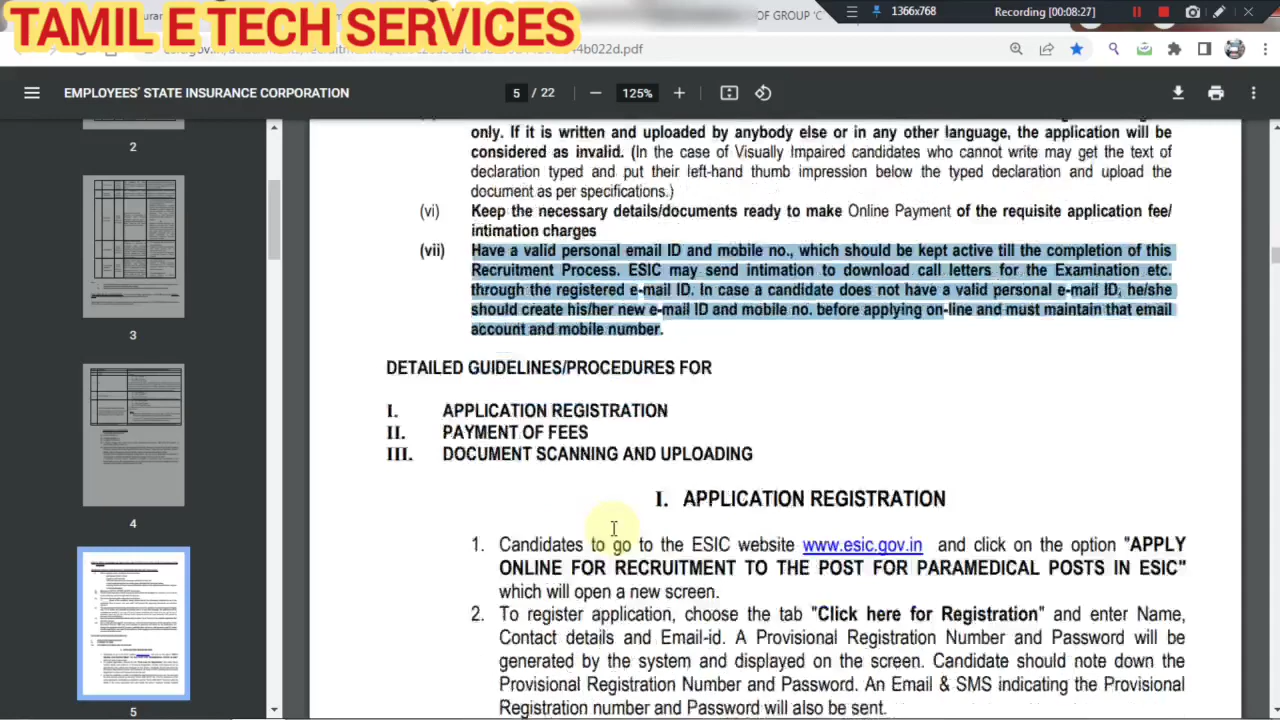 TAMIL E TECH SERVICES
OF GROUP 'C
1366x768
Recording [00:08:27]
44b022d.pdf
EMPLOYEES' STATE INSURANCE CORPORATION
5 / 22
125%
2
3
4
5
only. If it is written and uploaded by anybody else or in any other language, the application will be
considered as invalid. (In the case of Visually Impaired candidates who cannot write may get the text of
declaration typed and put their left-hand thumb impression below the typed declaration and upload the
document as per specifications.)
(vi) Keep the necessary details/documents ready to make Online Payment of the requisite application fee/
intimation charges
(vii) Have a valid personal email ID and mobile no., which should be kept active till the completion of this
Recruitment Process. ESIC may send intimation to download call letters for the Examination etc.
through the registered e-mail ID. In case a candidate does not have a valid personal e-mail ID, he/she
should create his/her new e-mail ID and mobile no. before applying on-line and must maintain that email
account and mobile number.
DETAILED GUIDELINES/PROCEDURES FOR
I. APPLICATION REGISTRATION
II. PAYMENT OF FEES
III. DOCUMENT SCANNING AND UPLOADING
I. APPLICATION REGISTRATION
1. Candidates to go to the ESIC website www.esic.gov.in and click on the option "APPLY
ONLINE FOR RECRUITMENT TO THE POST FOR PARAMEDICAL POSTS IN ESIC"
which will open a new screen.
2. To register application, choose the tab "Click here for Registration" and enter Name,
Contact details and Email-id. A Provisional Registration Number and Password will be
generated by the system and displayed on the screen. Candidate should note down the
Provisional Registration Number and Password. An Email & SMS indicating the Provisional
Registration number and Password will also be sent.